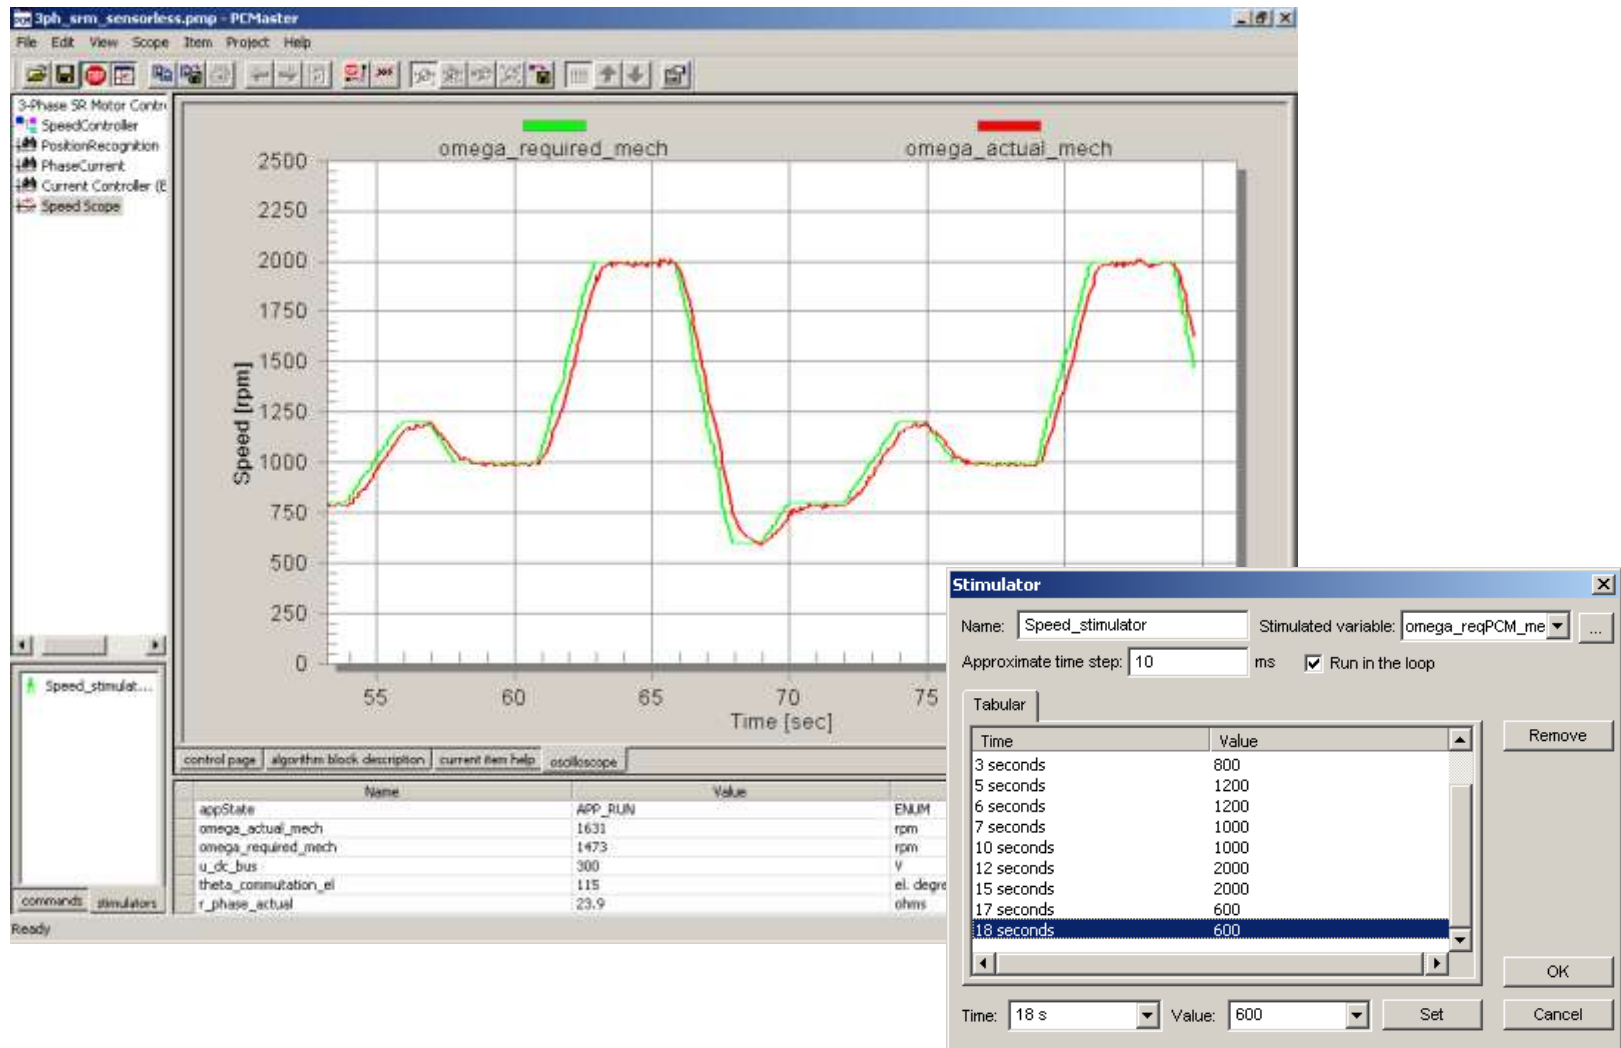 3ph_srm_sensorless.pmp - PCMaster
File Edit View Scope Item Project Help
3-Phase SR Motor Contr
SpeedController
PositionRecognition
PhaseCurrent
Current Controller (E
Speed Scope
omega_required_mech omega_actual_mech
2500
2250
2000
1750
1500
1250
1000
750
500
250
0
Speed [rpm]
55 60 65 70 75
Time [sec]
Speed_stimulat...
commands stimulators
control page algorithm block description current item help oscilloscope
Name Value
appState APP_RUN ENUM
omega_actual_mech 1631 rpm
omega_required_mech 1473 rpm
u_dc_bus 300 V
theta_commutation_el 115 el. degre
r_phase_actual 23.9 ohms
Ready
Stimulator
Name: Speed_stimulator Stimulated variable: omega_reqPCM_me ...
Approximate time step: 10 ms Run in the loop
Tabular
Time Value
3 seconds 800
5 seconds 1200
6 seconds 1200
7 seconds 1000
10 seconds 1000
12 seconds 2000
15 seconds 2000
17 seconds 600
18 seconds 600
Remove
OK
Time: 18 s Value: 600 Set Cancel